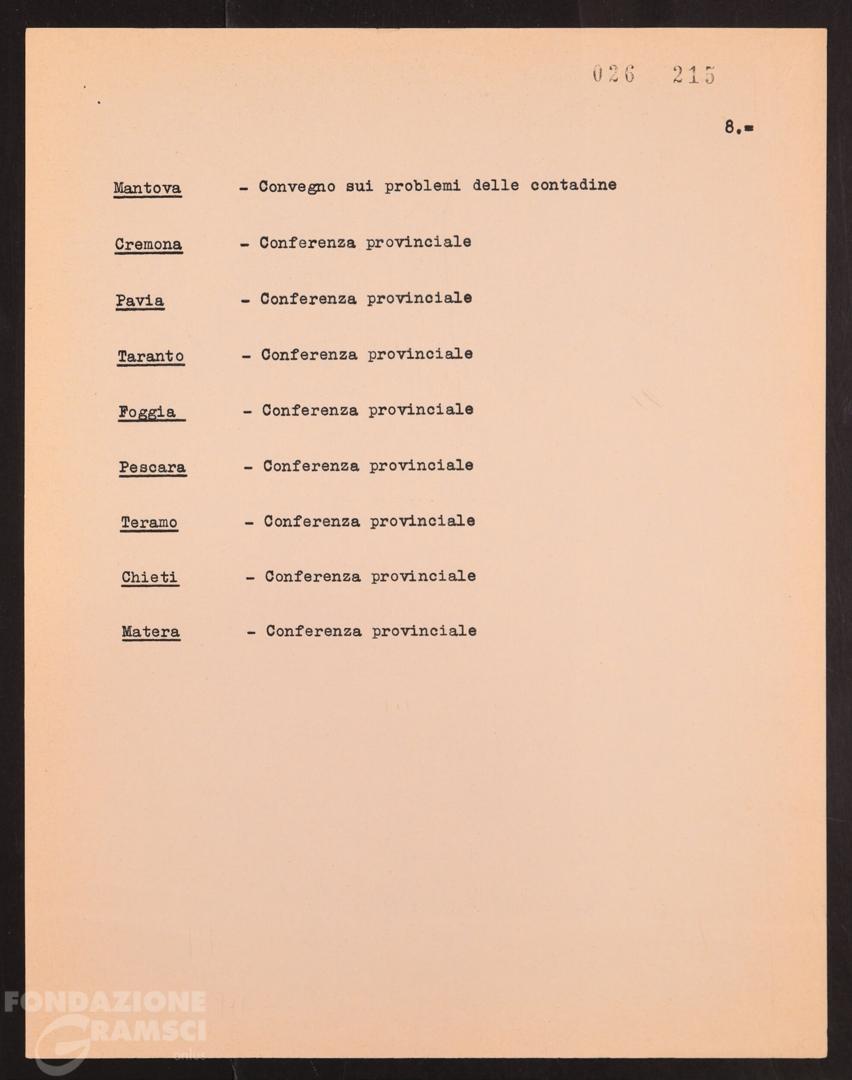 026 215
8.=
Mantova - Convegno sui problemi delle contadine
Cremona - Conferenza provinciale
Pavia - Conferenza provinciale
Taranto - Conferenza provinciale
Foggia - Conferenza provinciale
Pescara - Conferenza provinciale
Teramo - Conferenza provinciale
Chieti - Conferenza provinciale
Matera - Conferenza provinciale
FONDAZIONE
GRAMSCI
onlus